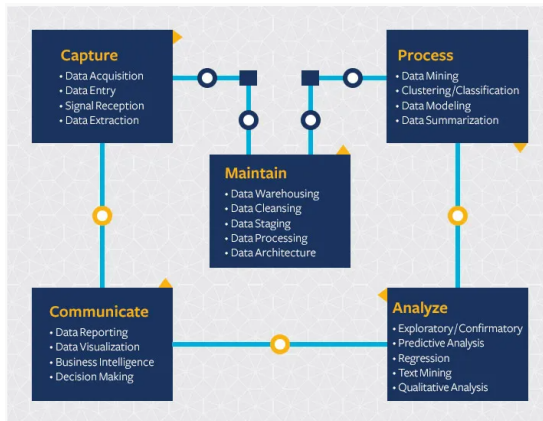 Capture
• Data Acquisition
• Data Entry
• Signal Reception
• Data Extraction
Process
• Data Mining
• Clustering/Classification
• Data Modeling
• Data Summarization
Maintain
• Data Warehousing
• Data Cleansing
• Data Staging
• Data Processing
• Data Architecture
Communicate
• Data Reporting
• Data Visualization
• Business Intelligence
• Decision Making
Analyze
• Exploratory/Confirmatory
• Predictive Analysis
• Regression
• Text Mining
• Qualitative Analysis